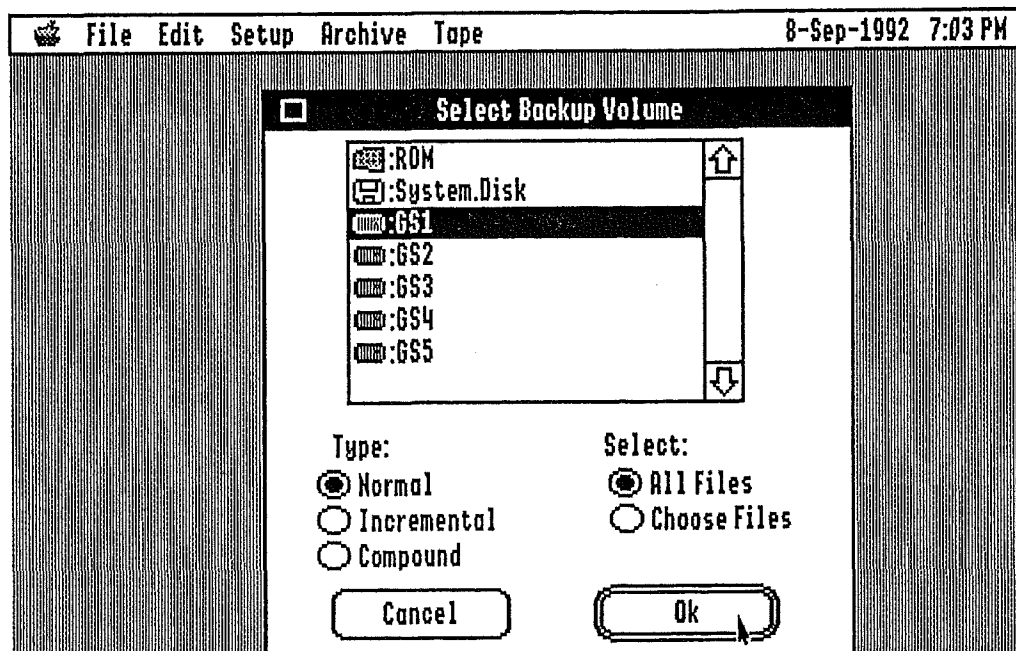 File Edit Setup Archive Tape 8-Sep-1992 7:03 PM
Select Backup Volume
:ROM
:System.Disk
:GS1
:GS2
:GS3
:GS4
:GS5
Type: Select:
Normal All Files
Incremental Choose Files
Compound
Cancel Ok